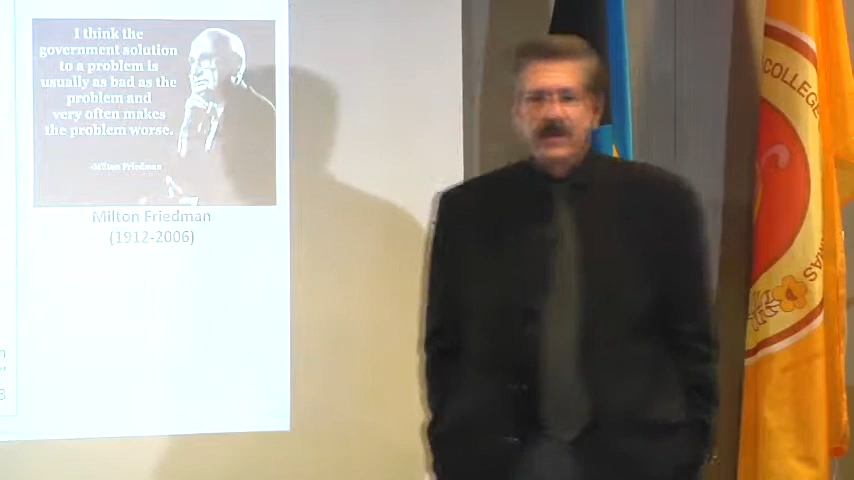 I think the
government solution
to a problem is
usually as bad as the
problem and
very often makes
the problem worse.
-Milton Friedman
Milton Friedman
(1912-2006)
COLLEGE
MAS